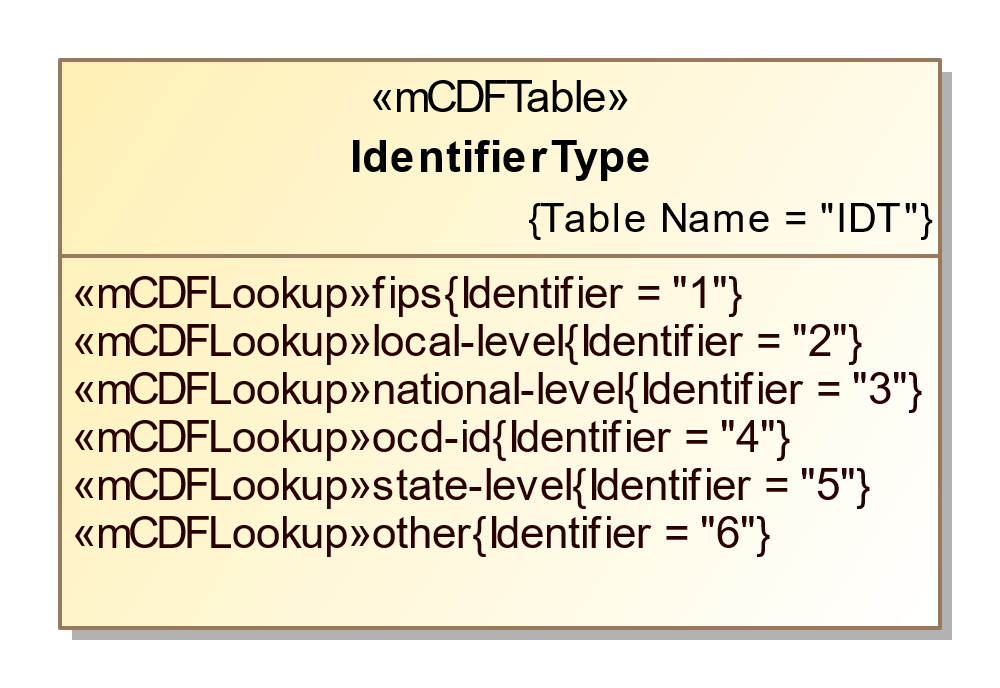 «mCDFTable»
IdentifierType
{Table Name = "IDT"}
«mCDFLookup»fips{Identifier = "1"}
«mCDFLookup»local-level{Identifier = "2"}
«mCDFLookup»national-level{Identifier = "3"}
«mCDFLookup»ocd-id{Identifier = "4"}
«mCDFLookup»state-level{Identifier = "5"}
«mCDFLookup»other{Identifier = "6"}